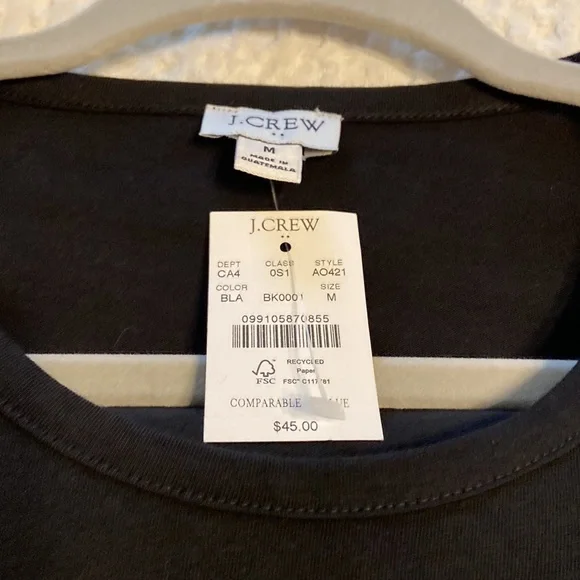 J.CREW
M
MADE IN
GUATEMALA
J.CREW
DEPT CLASS STYLE
CA4 0S1 AO421
COLOR SIZE
BLA BK0001 M
099105870855
RECYCLED
Paper
FSC FSC®
COMPARABLE
$45.00